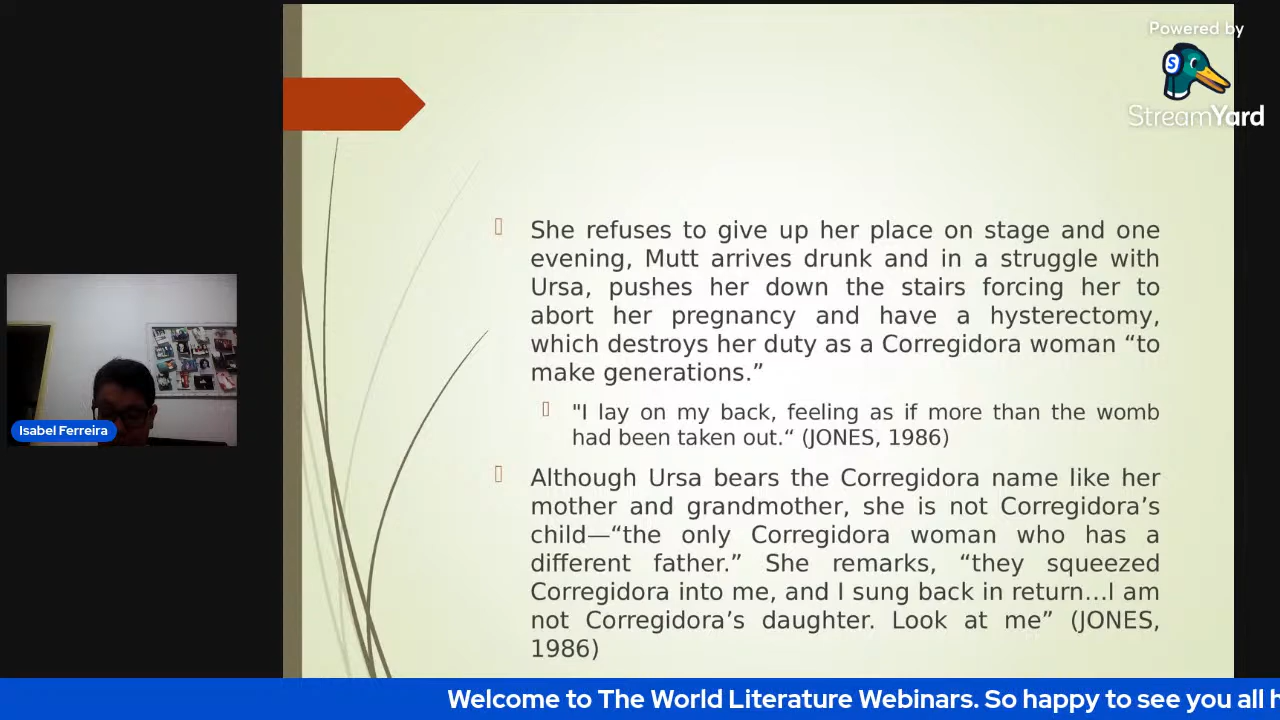 Powered by
StreamYard
She refuses to give up her place on stage and one
evening, Mutt arrives drunk and in a struggle with
Ursa, pushes her down the stairs forcing her to
abort her pregnancy and have a hysterectomy,
which destroys her duty as a Corregidora woman “to
make generations.”
"I lay on my back, feeling as if more than the womb
had been taken out.“ (JONES, 1986)
Although Ursa bears the Corregidora name like her
mother and grandmother, she is not Corregidora’s
child—“the only Corregidora woman who has a
different father.” She remarks, “they squeezed
Corregidora into me, and I sung back in return…I am
not Corregidora’s daughter. Look at me” (JONES,
1986)
Isabel Ferreira
Welcome to The World Literature Webinars. So happy to see you all h